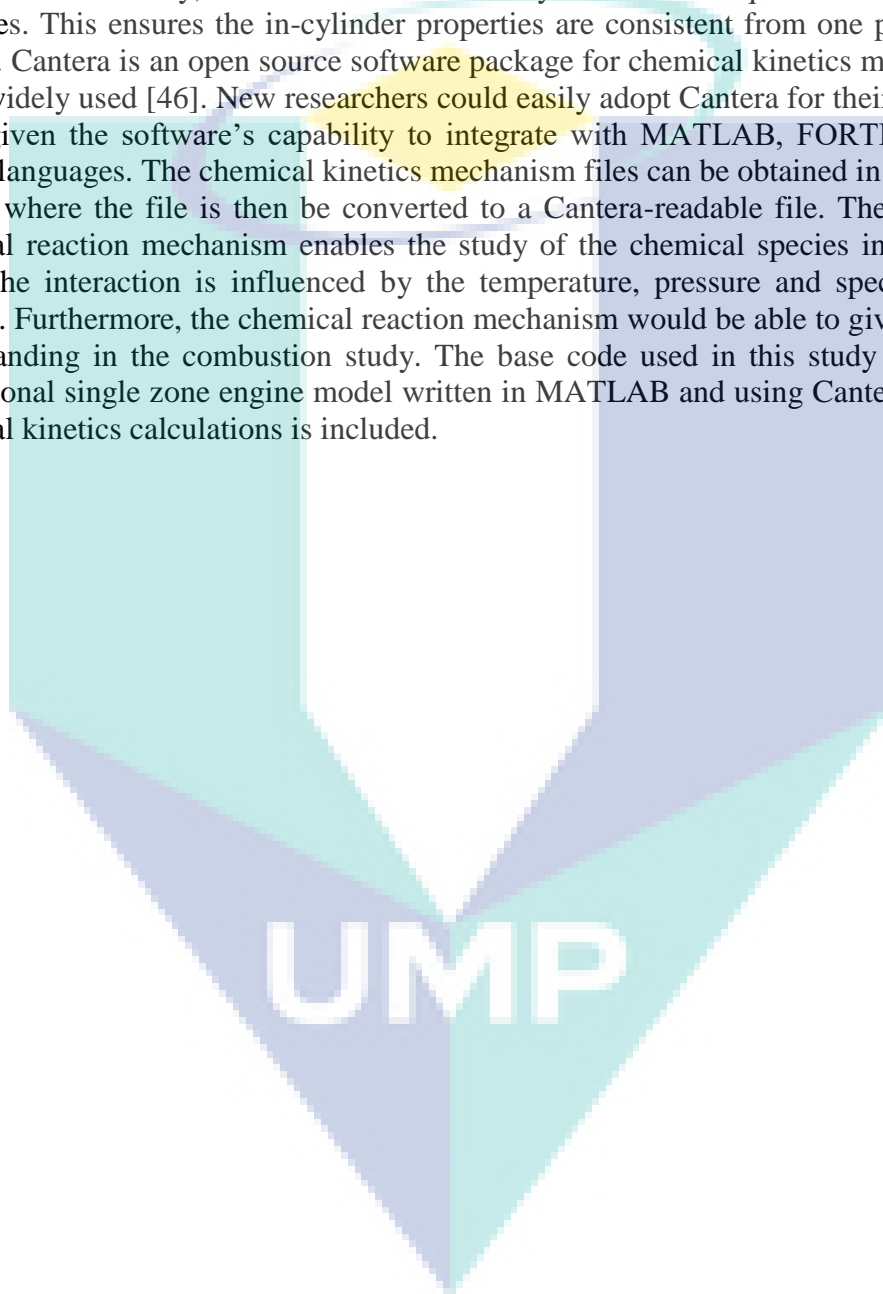 es. This ensures the in-cylinder properties are consistent from one p
. Cantera is an open source software package for chemical kinetics m
videly used [46]. New researchers could easily adopt Cantera for their
given the software's capability to integrate with MATLAB, FORT
languages. The chemical kinetics mechanism files can be obtained in
where the file is then be converted to a Cantera-readable file. The
al reaction mechanism enables the study of the chemical species in
he interaction is influenced by the temperature, pressure and spec
. Furthermore, the chemical reaction mechanism would be able to giv
anding in the combustion study. The base code used in this study
onal single zone engine model written in MATLAB and using Cante
al kinetics calculations is included.
UMP